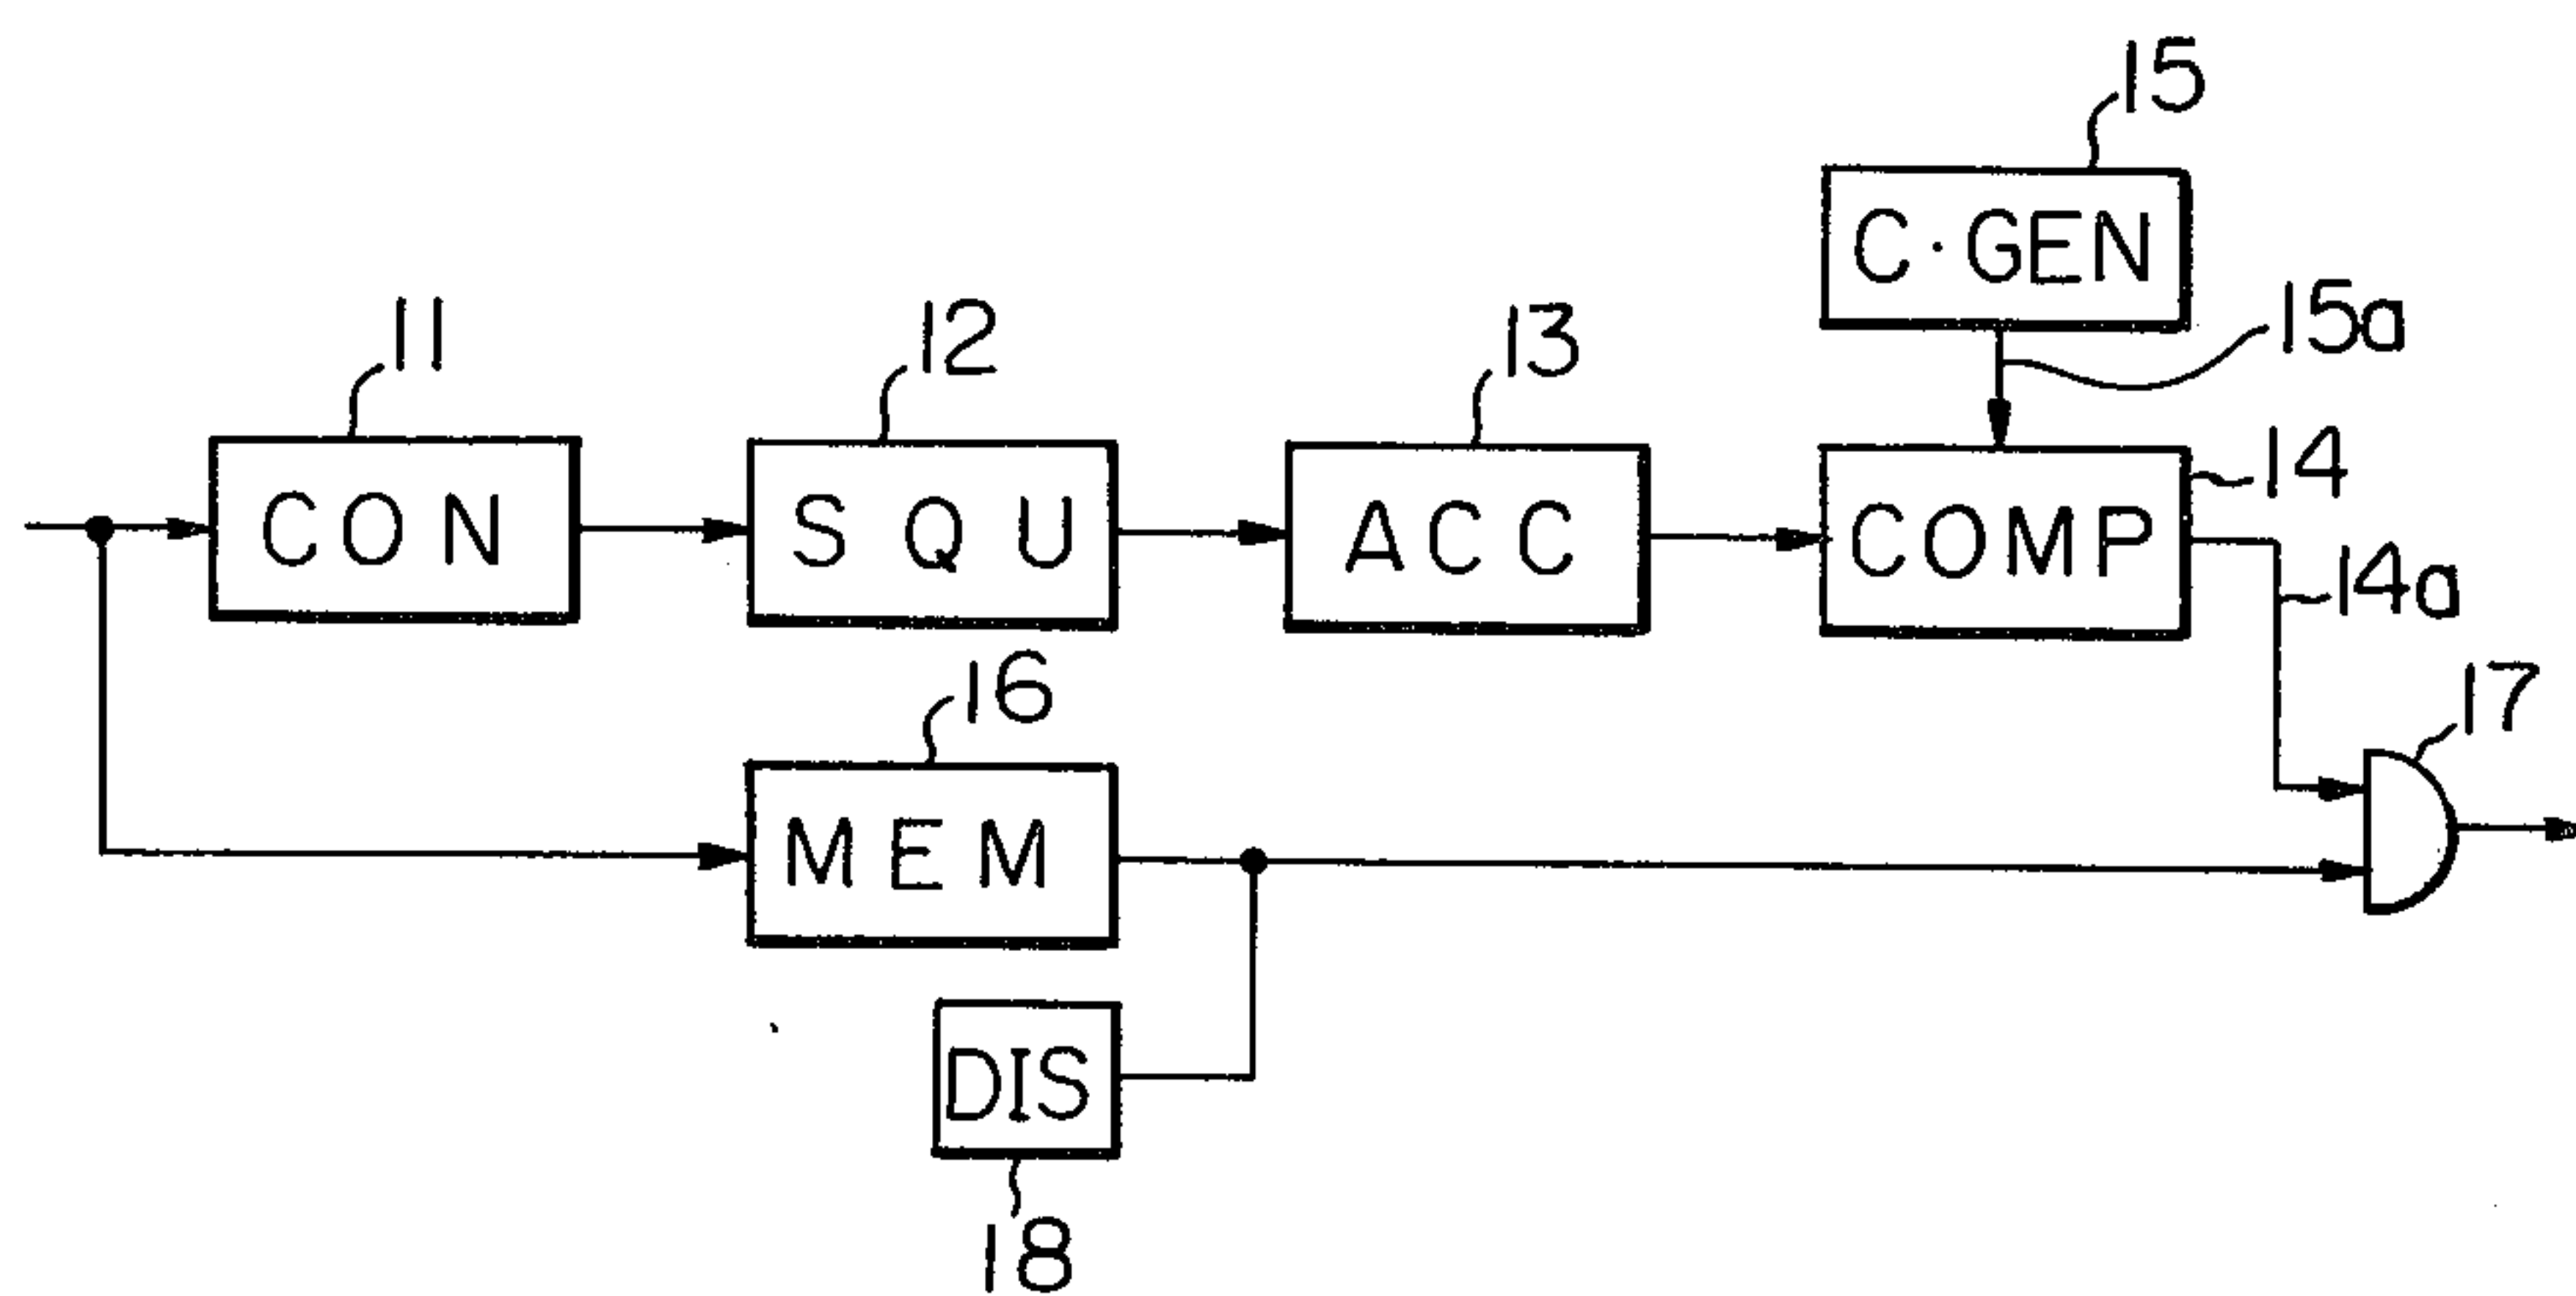 15
C·GEN
15a
11
12
13
14
CON
SQU
ACC
COMP
14a
16
17
MEM
DIS
18